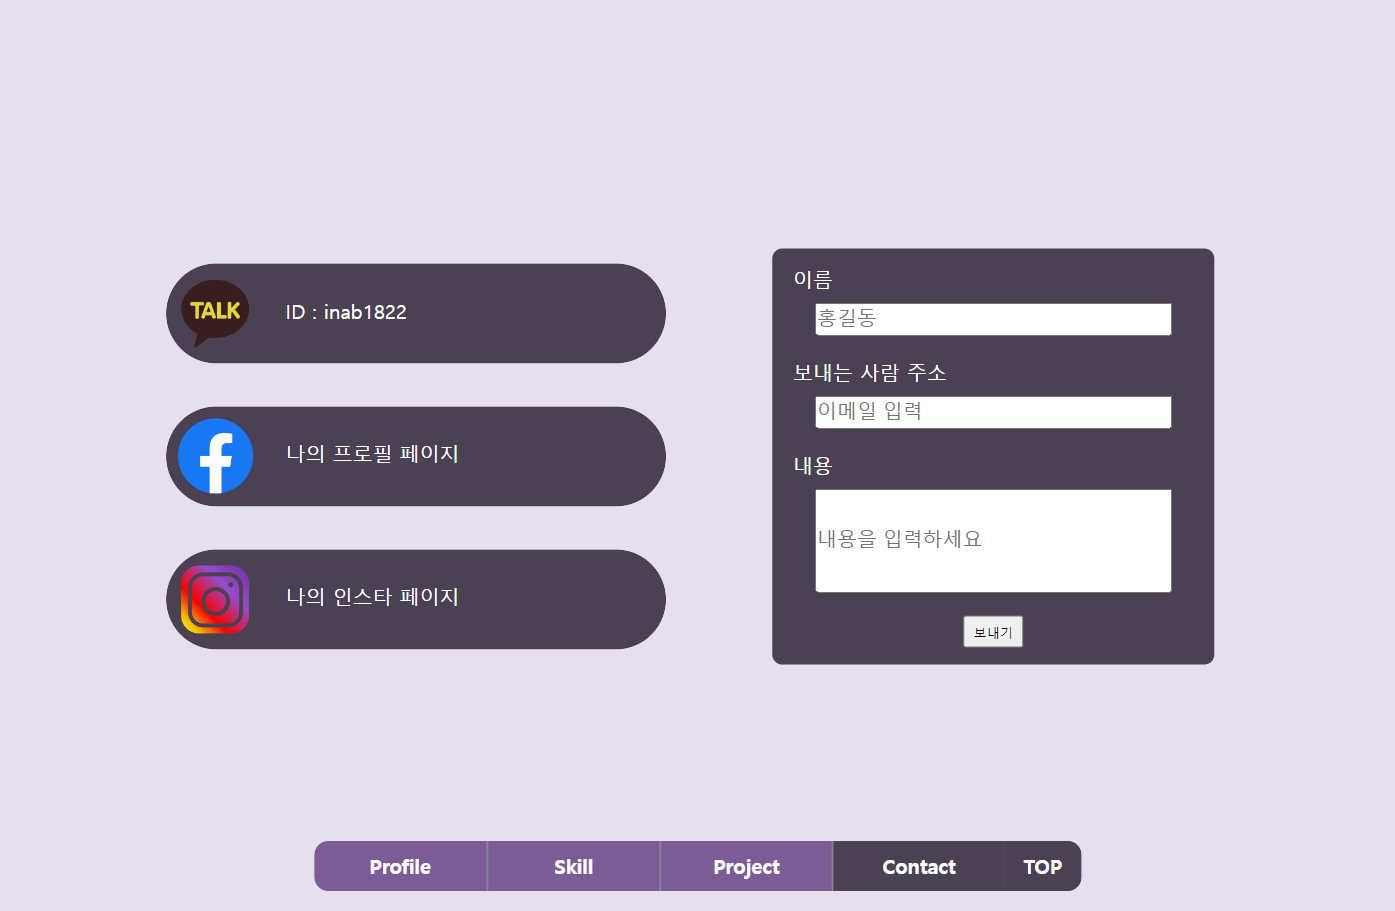 TALK
ID : inab1822
나의 프로필 페이지
나의 인스타 페이지
이름
홍길동
보내는 사람 주소
이메일 입력
내용
내용을 입력하세요
보내기
Profile
Skill
Project
Contact
TOP